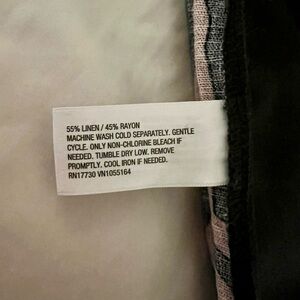 55% LINEN / 45% RAYON
MACHINE WASH COLD SEPARATELY. GENTLE
CYCLE. ONLY NON-CHLORINE BLEACH IF
NEEDED. TUMBLE DRY LOW. REMOVE
PROMPTLY. COOL IRON IF NEEDED.
RN17730 VN1055164